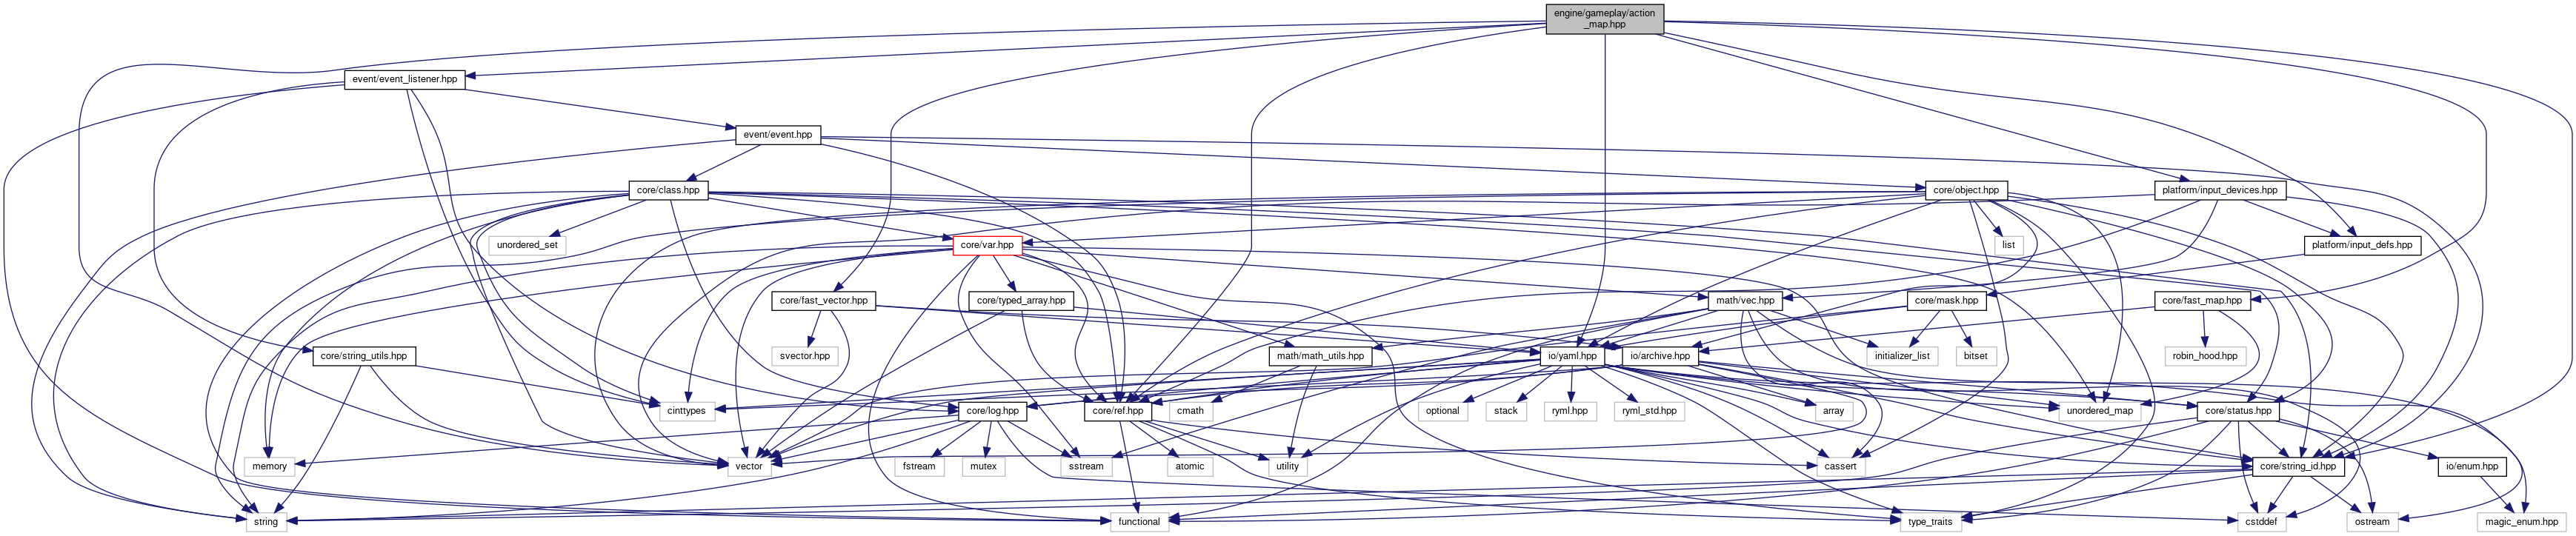 engine/gameplay/action
_map.hpp
event/event_listener.hpp
event/event.hpp
core/class.hpp
core/object.hpp
platform/input_devices.hpp
unordered_set
core/var.hpp
list
platform/input_defs.hpp
core/fast_vector.hpp
core/typed_array.hpp
math/vec.hpp
core/mask.hpp
core/fast_map.hpp
core/string_utils.hpp
svector.hpp
math/math_utils.hpp
io/yaml.hpp
io/archive.hpp
initializer_list
bitset
robin_hood.hpp
cinttypes
core/log.hpp
core/ref.hpp
cmath
optional
stack
ryml.hpp
ryml_std.hpp
array
unordered_map
core/status.hpp
memory
vector
fstream
mutex
sstream
atomic
utility
cassert
core/string_id.hpp
io/enum.hpp
string
functional
type_traits
cstddef
ostream
magic_enum.hpp